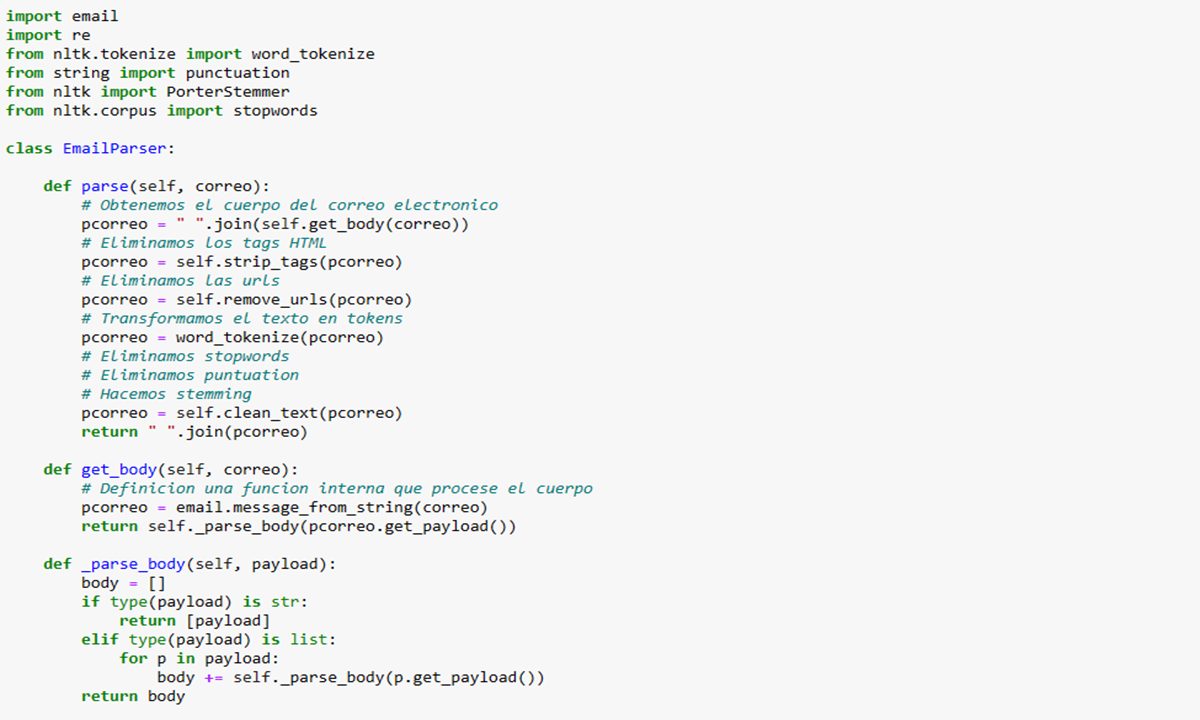 import email
import re
from nltk.tokenize import word_tokenize
from string import punctuation
from nltk import PorterStemmer
from nltk.corpus import stopwords

class EmailParser:

    def parse(self, correo):
        # Obtenemos el cuerpo del correo electronico
        pcorreo = " ".join(self.get_body(correo))
        # Eliminamos los tags HTML
        pcorreo = self.strip_tags(pcorreo)
        # Eliminamos las urls
        pcorreo = self.remove_urls(pcorreo)
        # Transformamos el texto en tokens
        pcorreo = word_tokenize(pcorreo)
        # Eliminamos stopwords
        # Eliminamos puntuation
        # Hacemos stemming
        pcorreo = self.clean_text(pcorreo)
        return " ".join(pcorreo)

    def get_body(self, correo):
        # Definicion una funcion interna que procese el cuerpo
        pcorreo = email.message_from_string(correo)
        return self._parse_body(pcorreo.get_payload())

    def _parse_body(self, payload):
        body = []
        if type(payload) is str:
            return [payload]
        elif type(payload) is list:
            for p in payload:
                body += self._parse_body(p.get_payload())
        return body